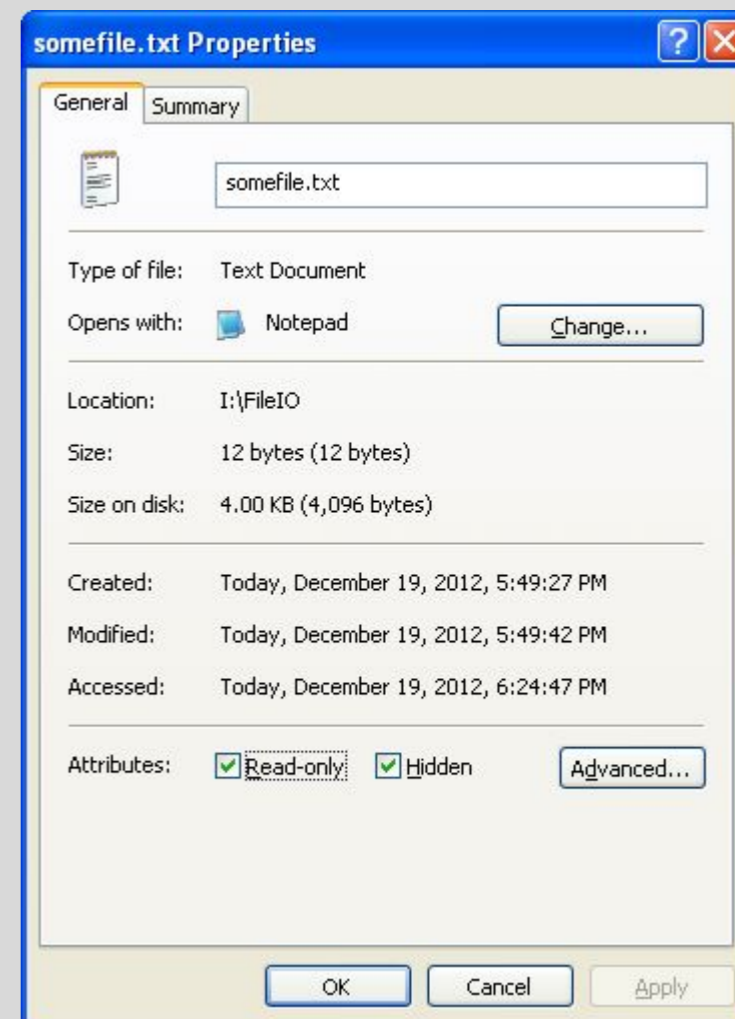 somefile.txt Properties
General Summary
somefile.txt
Type of file: Text Document
Opens with: Notepad Change...
Location: I:\FileIO
Size: 12 bytes (12 bytes)
Size on disk: 4.00 KB (4,096 bytes)
Created: Today, December 19, 2012, 5:49:27 PM
Modified: Today, December 19, 2012, 5:49:42 PM
Accessed: Today, December 19, 2012, 6:24:47 PM
Attributes: Read-only Hidden Advanced...
OK Cancel Apply